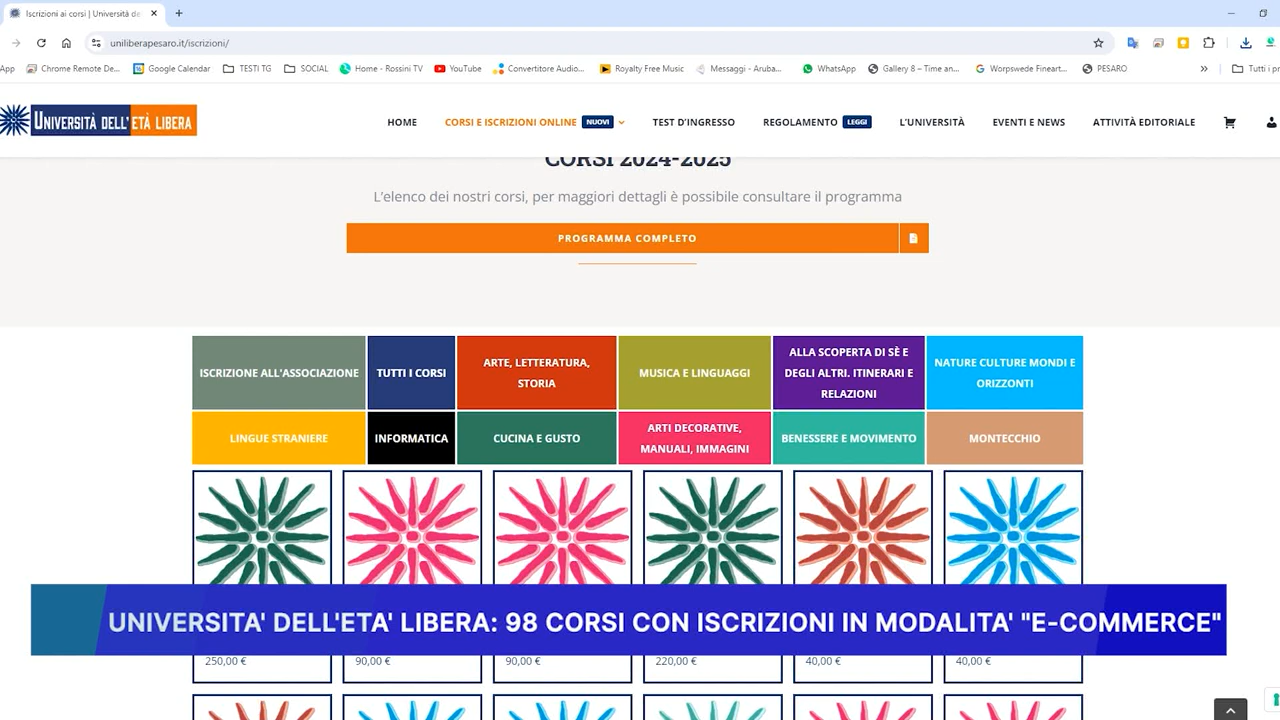 Iscrizioni ai corsi | Università de
uniliberapesaro.it/iscrizioni/
App
Chrome Remote De...
Google Calendar
TESTI TG
SOCIAL
Home - Rossini TV
YouTube
Convertitore Audio...
Royalty Free Music
Messaggi - Aruba...
WhatsApp
Gallery 8 – Time an...
Worpswede Fineart...
PESARO
»
Tutti i pr
UNIVERSITÀ DELL'ETÀ LIBERA
HOME
CORSI E ISCRIZIONI ONLINE NUOVI
TEST D'INGRESSO
REGOLAMENTO LEGGI
L'UNIVERSITÀ
EVENTI E NEWS
ATTIVITÀ EDITORIALE
CORSI 2024-2025
L'elenco dei nostri corsi, per maggiori dettagli è possibile consultare il programma
PROGRAMMA COMPLETO
ISCRIZIONE ALL'ASSOCIAZIONE
TUTTI I CORSI
ARTE, LETTERATURA,
STORIA
MUSICA E LINGUAGGI
ALLA SCOPERTA DI SÈ E
DEGLI ALTRI. ITINERARI E
RELAZIONI
NATURE CULTURE MONDI E
ORIZZONTI
LINGUE STRANIERE
INFORMATICA
CUCINA E GUSTO
ARTI DECORATIVE,
MANUALI, IMMAGINI
BENESSERE E MOVIMENTO
MONTECCHIO
UNIVERSITA' DELL'ETA' LIBERA: 98 CORSI CON ISCRIZIONI IN MODALITA' "E-COMMERCE"
250,00 €
90,00 €
90,00 €
220,00 €
40,00 €
40,00 €